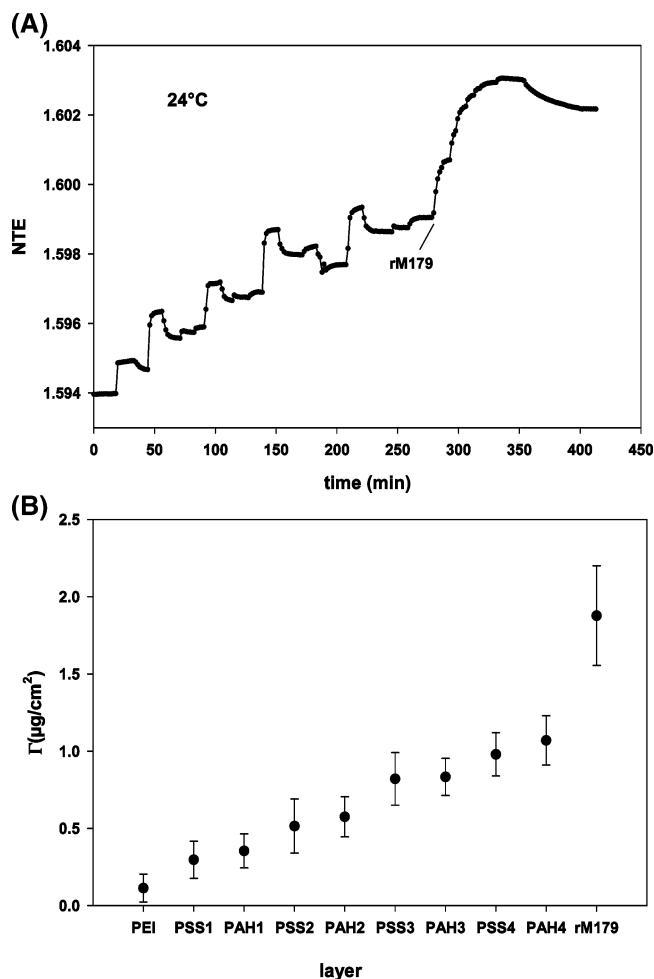 (A)
1.604
1.602
1.600
1.598
1.596
1.594
NTE
24°C
rM179
0 50 100 150 200 250 300 350 400 450
time (min)
(B)
2.5
2.0
1.5
1.0
0.5
0.0
Γ(µg/cm²)
PEI PSS1 PAH1 PSS2 PAH2 PSS3 PAH3 PSS4 PAH4 rM179
layer